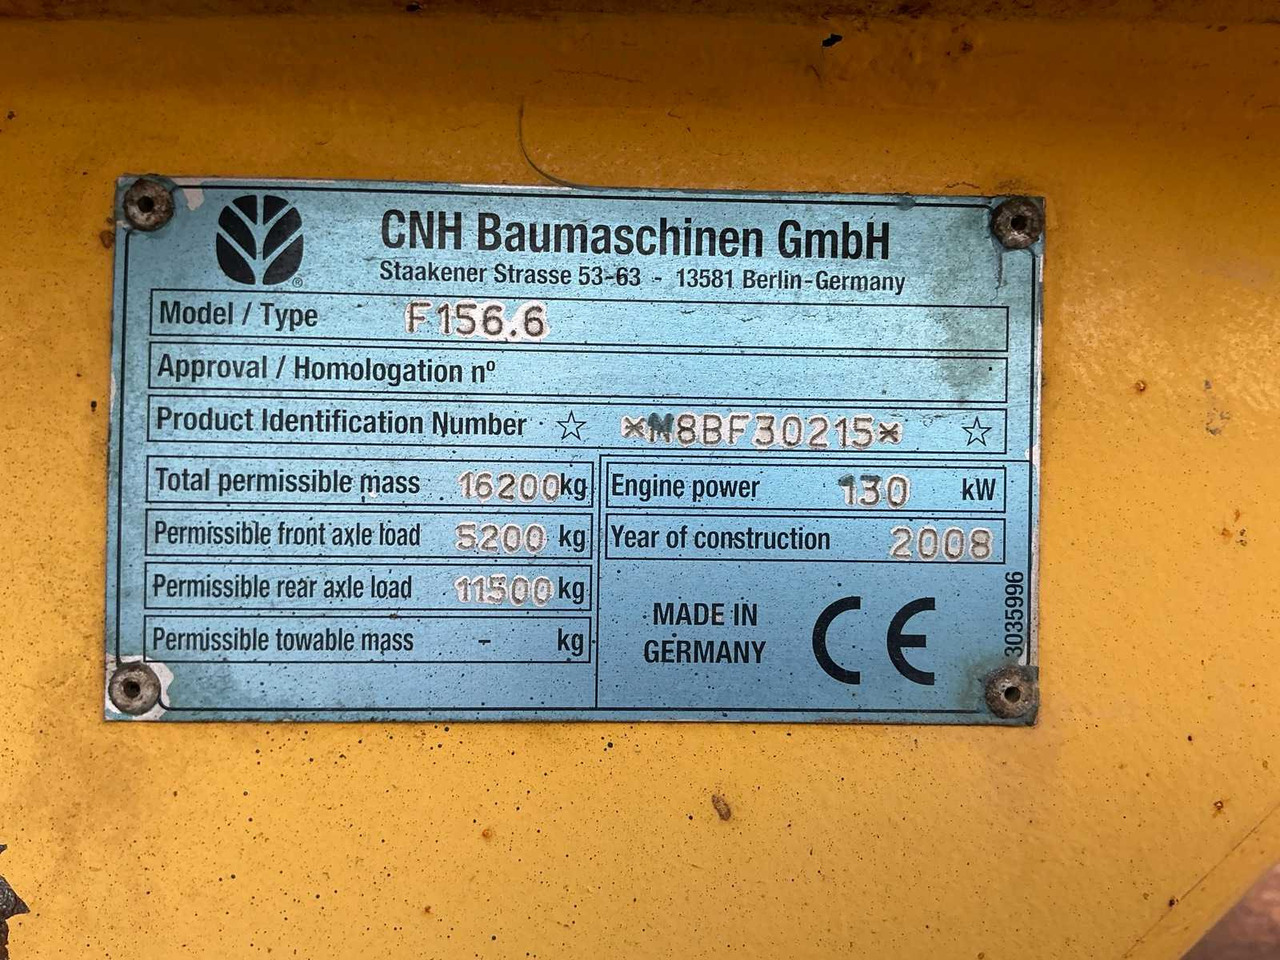 CNH Baumaschinen GmbH
Staakener Strasse 53-63 - 13581 Berlin-Germany
Model / Type F156.6
Approval / Homologation nº
Product Identification Number ☆ *N8BF30215* ☆
Total permissible mass 16200 kg
Engine power 130 kW
Permissible front axle load 5200 kg
Year of construction 2008
Permissible rear axle load 11500 kg
Permissible towable mass - kg
MADE IN
GERMANY
CE
3035996
®